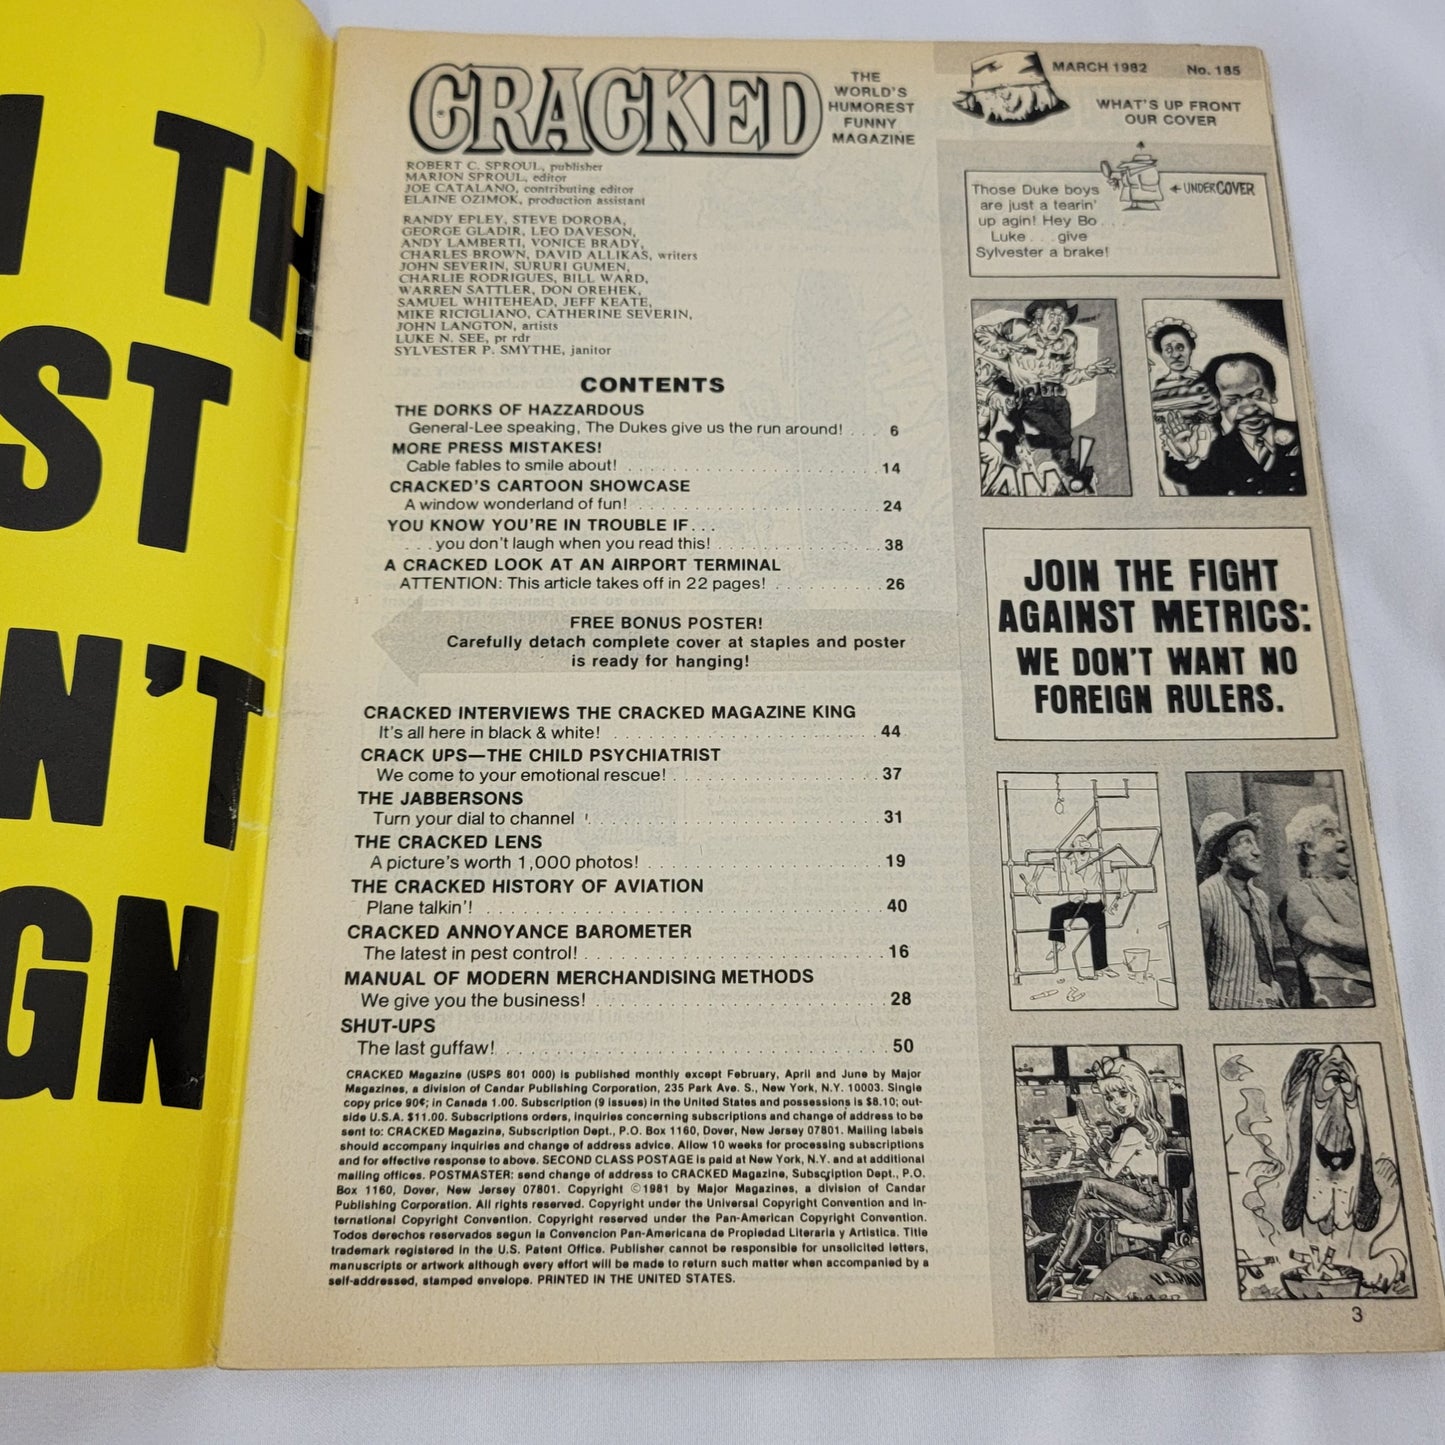 TH
ST
N'T
GN
CRACKED
THE
WORLD'S
HUMOREST
FUNNY
MAGAZINE
ROBERT C. SPROUL, publisher
MARION SPROUL, editor
JOE CATALANO, contributing editor
ELAINE OZIMOK, production assistant
RANDY EPLEY, STEVE DOROBA,
GEORGE GLADIR, LEO DAVESON,
ANDY LAMBERTI, VONICE BRADY,
CHARLES BROWN, DAVID ALLIKAS, writers
JOHN SEVERIN, SURURI GUMEN,
CHARLIE RODRIGUES, BILL WARD,
WARREN SATTLER, DON OREHEK,
SAMUEL WHITEHEAD, JEFF KEATE,
MIKE RICIGLIANO, CATHERINE SEVERIN,
JOHN LANGTON, artists
LUKE N. SEE, pr rdr
SYLVESTER P. SMYTHE, janitor
CONTENTS
THE DORKS OF HAZZARDOUS
General-Lee speaking, The Dukes give us the run around! . . . 6
MORE PRESS MISTAKES!
Cable fables to smile about! . . . . . . . . . . . . . . . . . . . . . . . . 14
CRACKED'S CARTOON SHOWCASE
A window wonderland of fun! . . . . . . . . . . . . . . . . . . . . . . . 24
YOU KNOW YOU'RE IN TROUBLE IF . . .
. . . you don't laugh when you read this! . . . . . . . . . . . . . . . 38
A CRACKED LOOK AT AN AIRPORT TERMINAL
ATTENTION: This article takes off in 22 pages! . . . . . . . . . . 26
FREE BONUS POSTER!
Carefully detach complete cover at staples and poster
is ready for hanging!
CRACKED INTERVIEWS THE CRACKED MAGAZINE KING
It's all here in black & white! . . . . . . . . . . . . . . . . . . . . . . . 44
CRACK UPS—THE CHILD PSYCHIATRIST
We come to your emotional rescue! . . . . . . . . . . . . . . . . . . 37
THE JABBERSONS
Turn your dial to channel . . . . . . . . . . . . . . . . . . . . . . . . . 31
THE CRACKED LENS
A picture's worth 1,000 photos! . . . . . . . . . . . . . . . . . . . . . 19
THE CRACKED HISTORY OF AVIATION
Plane talkin'! . . . . . . . . . . . . . . . . . . . . . . . . . . . . . . . . . . 40
CRACKED ANNOYANCE BAROMETER
The latest in pest control! . . . . . . . . . . . . . . . . . . . . . . . . . 16
MANUAL OF MODERN MERCHANDISING METHODS
We give you the business! . . . . . . . . . . . . . . . . . . . . . . . . . 28
SHUT-UPS
The last guffaw! . . . . . . . . . . . . . . . . . . . . . . . . . . . . . . . . 50
CRACKED Magazine (USPS 801 000) is published monthly except February, April and June by Major
Magazines, a division of Candar Publishing Corporation, 235 Park Ave. S., New York, N.Y. 10003. Single
copy price 90¢; in Canada 1.00. Subscription (9 issues) in the United States and possessions is $8.10; out-
side U.S.A. $11.00. Subscriptions orders, inquiries concerning subscriptions and change of address to be
sent to: CRACKED Magazine, Subscription Dept., P.O. Box 1160, Dover, New Jersey 07801. Mailing labels
should accompany inquiries and change of address advice. Allow 10 weeks for processing subscriptions
and for effective response to above. SECOND CLASS POSTAGE is paid at New York, N.Y. and at additional
mailing offices. POSTMASTER: send change of address to CRACKED Magazine, Subscription Dept., P.O.
Box 1160, Dover, New Jersey 07801. Copyright ©1981 by Major Magazines, a division of Candar
Publishing Corporation. All rights reserved. Copyright under the Universal Copyright Convention and In-
ternational Copyright Convention. Copyright reserved under the Pan-American Copyright Convention.
Todos derechos reservados segun la Convencion Pan-Americana de Propiedad Literaria y Artistica. Title
trademark registered in the U.S. Patent Office. Publisher cannot be responsible for unsolicited letters,
manuscripts or artwork although every effort will be made to return such matter when accompanied by a
self-addressed, stamped envelope. PRINTED IN THE UNITED STATES.
MARCH 1982 No. 185
WHAT'S UP FRONT
OUR COVER
UNDERCOVER
Those Duke boys
are just a tearin'
up agin! Hey Bo . . .
Luke . . . give
Sylvester a brake!
JOIN THE FIGHT
AGAINST METRICS:
WE DON'T WANT NO
FOREIGN RULERS.
3